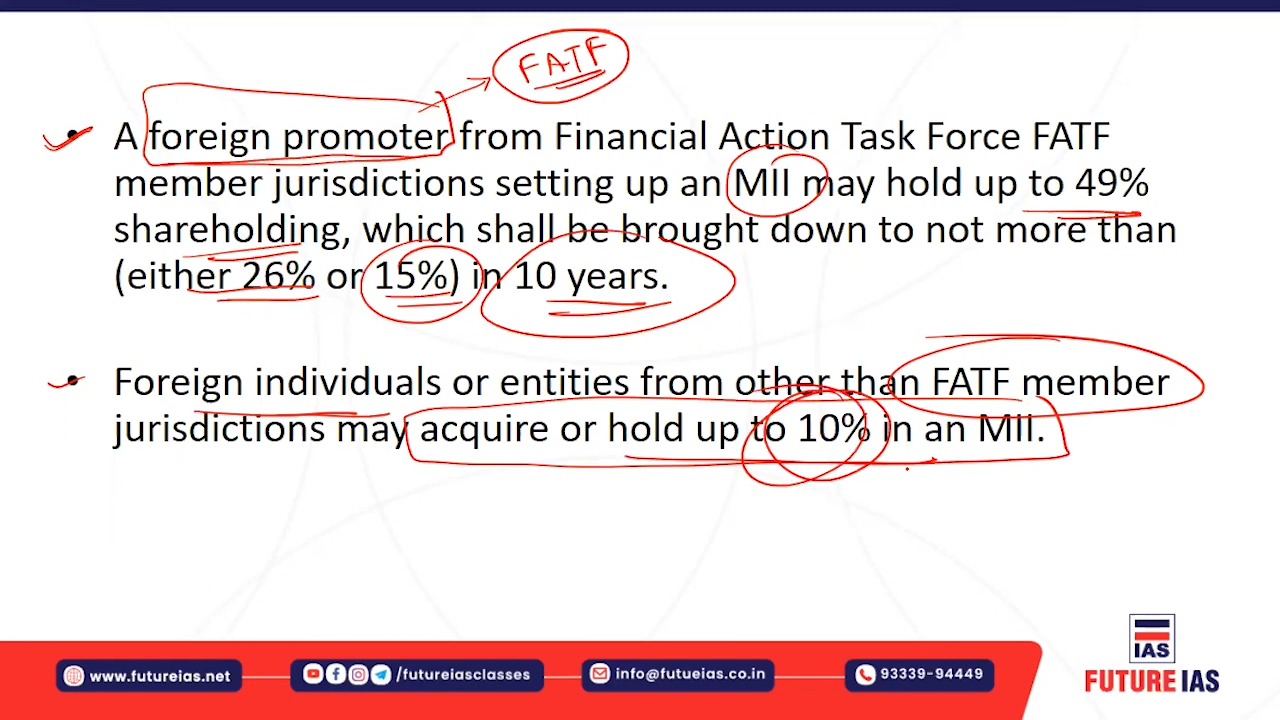 FATF
• A foreign promoter from Financial Action Task Force FATF
member jurisdictions setting up an MII may hold up to 49%
shareholding, which shall be brought down to not more than
(either 26% or 15%) in 10 years.
• Foreign individuals or entities from other than FATF member
jurisdictions may acquire or hold up to 10% in an MII.
IAS
www.futureias.net
/futureiasclasses
info@futueias.co.in
93339-94449
FUTURE IAS